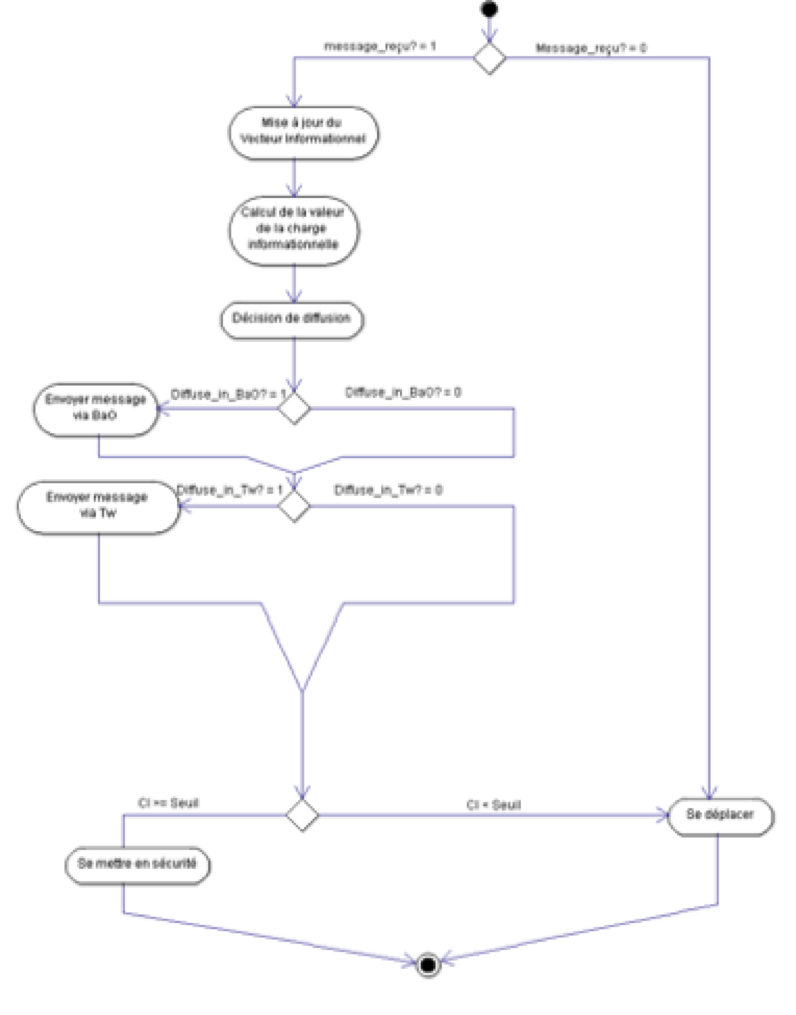 message_reçu? = 1
Message_reçu? = 0
Mise à jour du
Vecteur Informationnel
Calcul de la valeur
de la charge
informationnelle
Décision de diffusion
Diffuse_in_BaO? = 1
Diffuse_in_BaO? = 0
Envoyer message
via BaO
Diffuse_in_Tw? = 1
Diffuse_in_Tw? = 0
Envoyer message
via Tw
CI >= Seuil
CI < Seuil
Se déplacer
Se mettre en sécurité